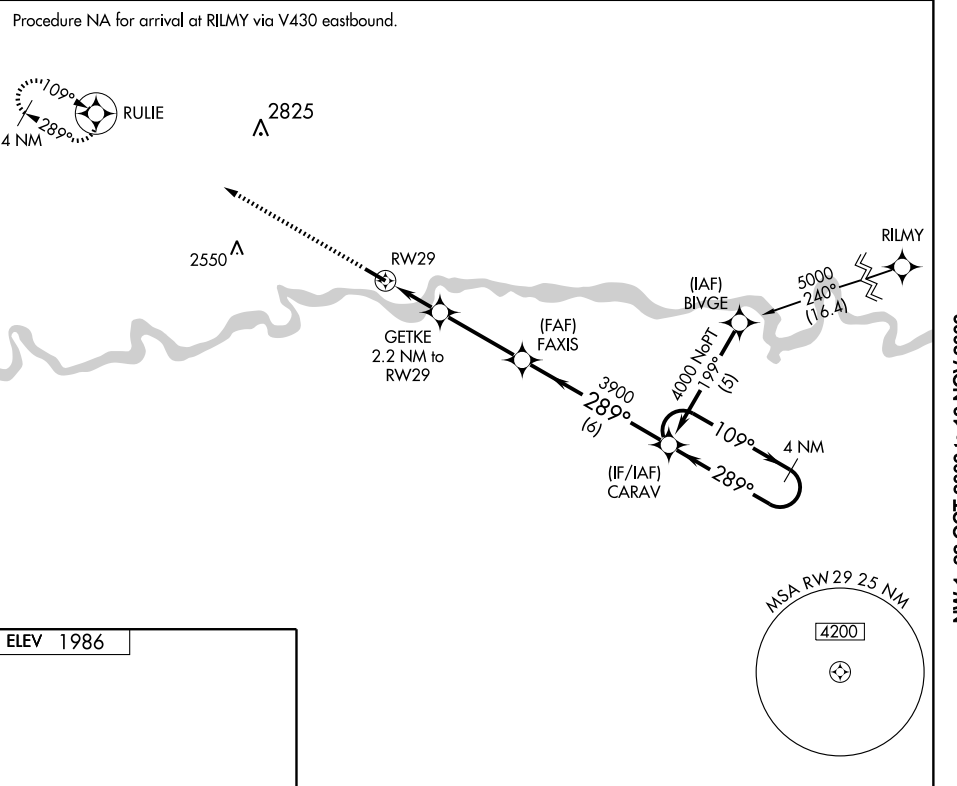 Procedure NA for arrival at RILMY via V430 eastbound.
109°
RULIE
289°
4 NM
2825
2550
RW29
RILMY
5000
240°
(16.4)
(IAF)
BIVGE
GETKE
2.2 NM to
RW29
(FAF)
FAXIS
4000 NoPT
199°
(5)
3900
289°
(6)
109°
4 NM
289°
(IF/IAF)
CARAV
MSA RW 29 25 NM
4200
ELEV 1986